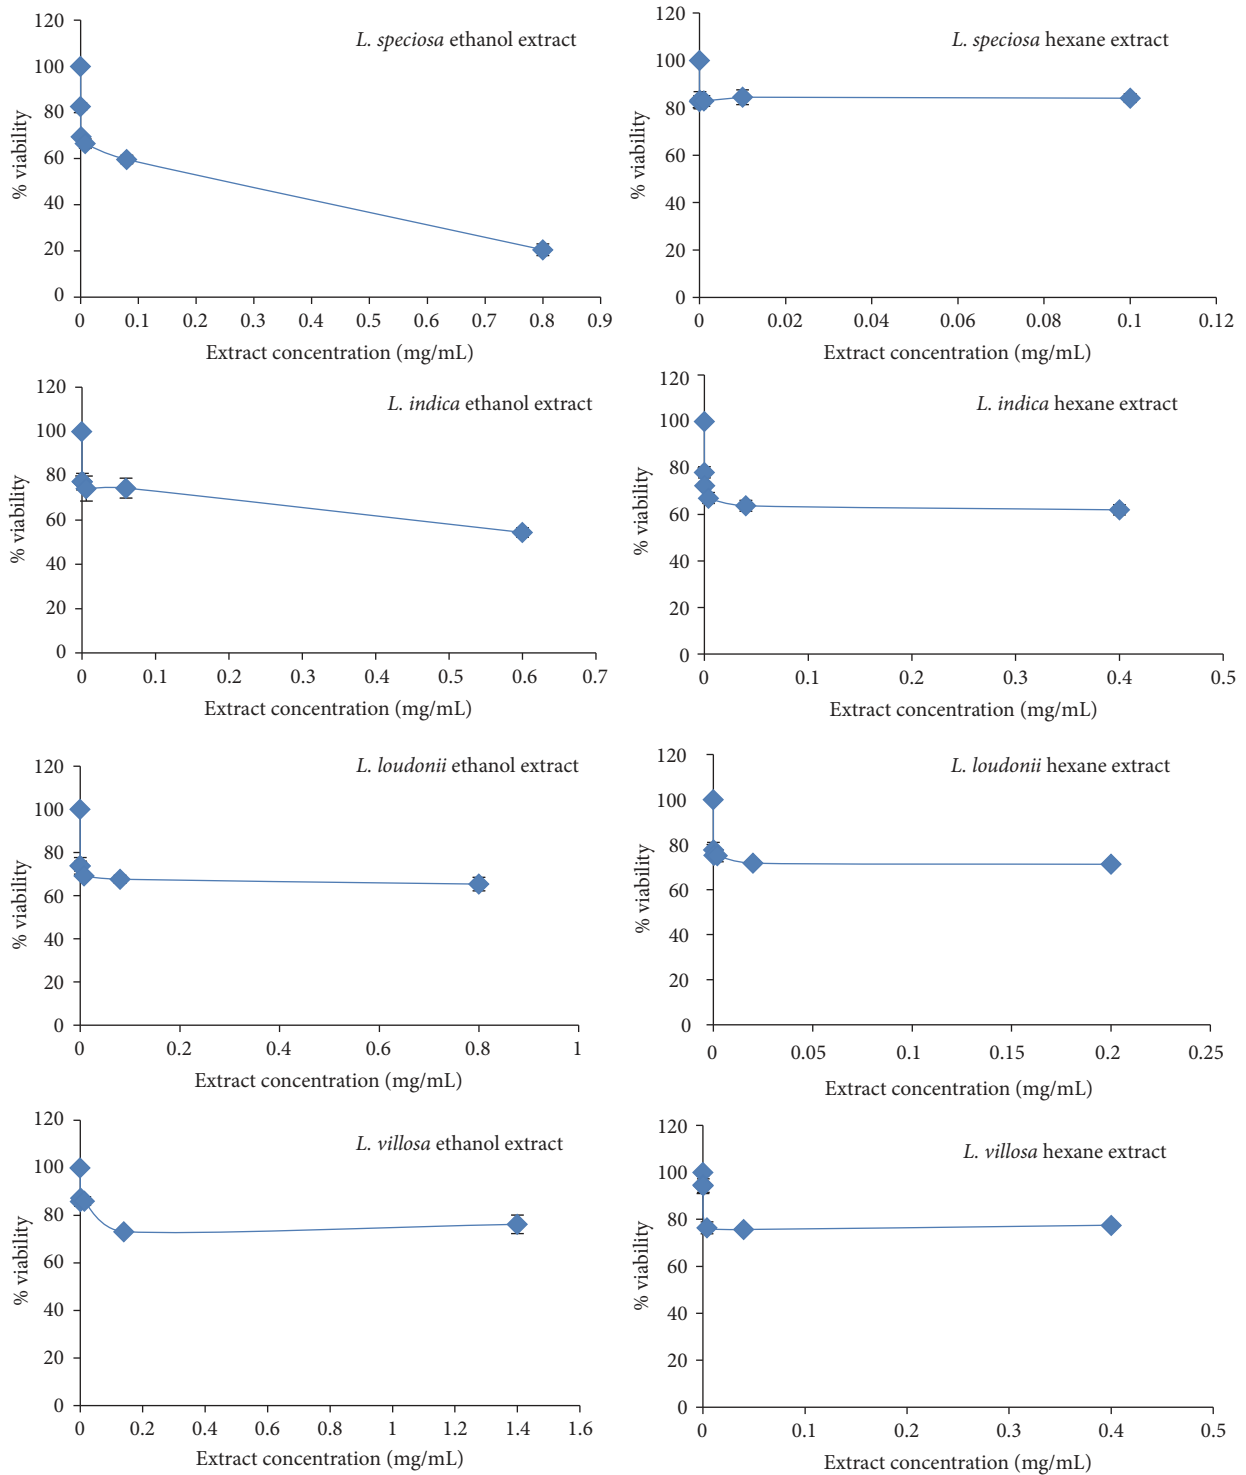 L. speciosa ethanol extract
120
100
80
60
40
20
0
% viability
0 0.1 0.2 0.3 0.4 0.5 0.6 0.7 0.8 0.9
Extract concentration (mg/mL)
L. speciosa hexane extract
120
100
80
60
40
20
0
% viability
0 0.02 0.04 0.06 0.08 0.1 0.12
Extract concentration (mg/mL)
L. indica ethanol extract
120
100
80
60
40
20
0
% viability
0 0.1 0.2 0.3 0.4 0.5 0.6 0.7
Extract concentration (mg/mL)
L. indica hexane extract
120
100
80
60
40
20
0
% viability
0 0.1 0.2 0.3 0.4 0.5
Extract concentration (mg/mL)
L. loudonii ethanol extract
120
100
80
60
40
20
0
% viability
0 0.2 0.4 0.6 0.8 1
Extract concentration (mg/mL)
L. loudonii hexane extract
120
100
80
60
40
20
0
% viability
0 0.05 0.1 0.15 0.2 0.25
Extract concentration (mg/mL)
L. villosa ethanol extract
120
100
80
60
40
20
0
% viability
0 0.2 0.4 0.6 0.8 1 1.2 1.4 1.6
Extract concentration (mg/mL)
L. villosa hexane extract
120
100
80
60
40
20
0
% viability
0 0.1 0.2 0.3 0.4 0.5
Extract concentration (mg/mL)